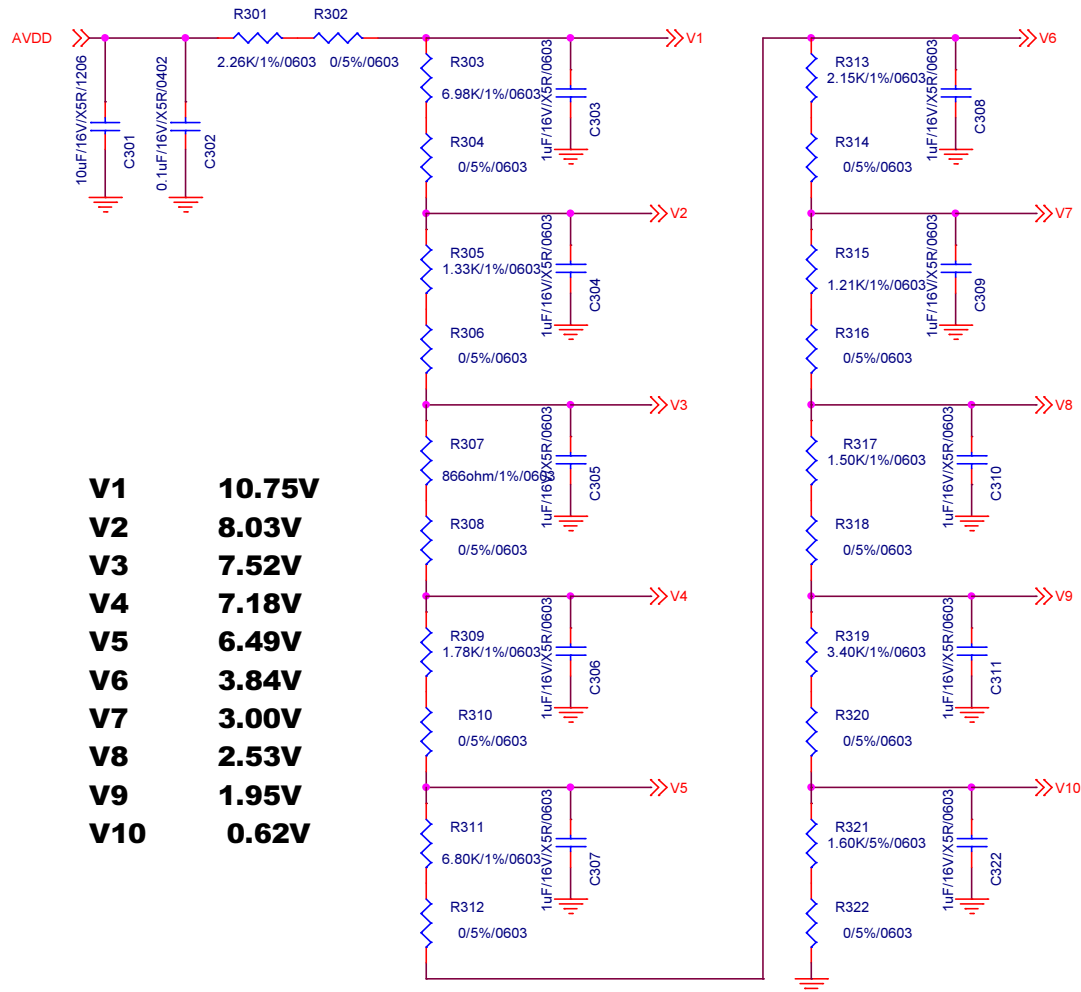 AVDD
R301
2.26K/1%/0603
R302
0/5%/0603
V1
10uF/16V/X5R/1206
C301
0.1uF/16V/X5R/0402
C302
R303
6.98K/1%/0603
R304
0/5%/0603
1uF/16V/X5R/0603
C303
V2
R305
1.33K/1%/0603
R306
0/5%/0603
1uF/16V/X5R/0603
C304
V3
R307
866ohm/1%/0603
R308
0/5%/0603
1uF/16V/X5R/0603
C305
V4
R309
1.78K/1%/0603
R310
0/5%/0603
1uF/16V/X5R/0603
C306
V5
R311
6.80K/1%/0603
R312
0/5%/0603
1uF/16V/X5R/0603
C307
V6
R313
2.15K/1%/0603
R314
0/5%/0603
1uF/16V/X5R/0603
C308
V7
R315
1.21K/1%/0603
R316
0/5%/0603
1uF/16V/X5R/0603
C309
V8
R317
1.50K/1%/0603
R318
0/5%/0603
1uF/16V/X5R/0603
C310
V9
R319
3.40K/1%/0603
R320
0/5%/0603
1uF/16V/X5R/0603
C311
V10
R321
1.60K/5%/0603
R322
0/5%/0603
1uF/16V/X5R/0603
C322
V1 10.75V
V2 8.03V
V3 7.52V
V4 7.18V
V5 6.49V
V6 3.84V
V7 3.00V
V8 2.53V
V9 1.95V
V10 0.62V